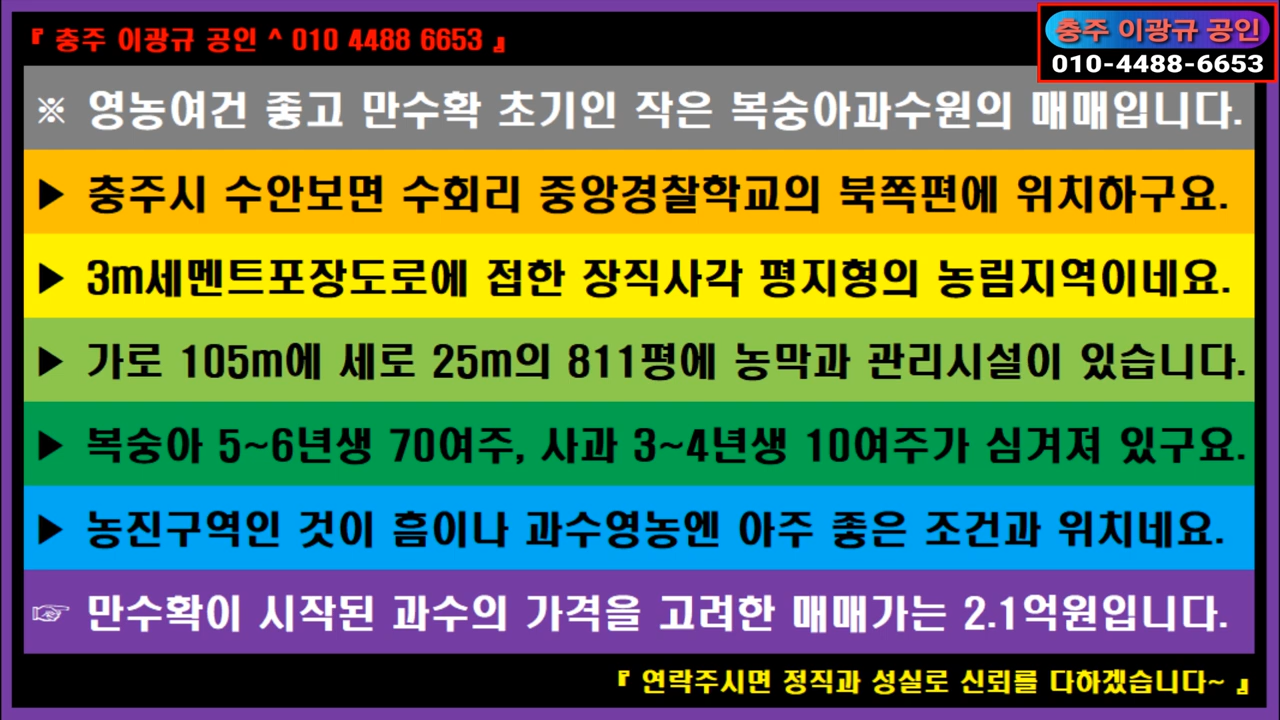 『 충주 이광규 공인 ^ 010 4488 6653 』
충주 이광규 공인
010-4488-6653
※ 영농여건 좋고 만수확 초기인 작은 복숭아과수원의 매매입니다.
▶ 충주시 수안보면 수회리 중앙경찰학교의 북쪽편에 위치하구요.
▶ 3m세멘트포장도로에 접한 장직사각 평지형의 농림지역이네요.
▶ 가로 105m에 세로 25m의 811평에 농막과 관리시설이 있습니다.
▶ 복숭아 5~6년생 70여주, 사과 3~4년생 10여주가 심겨져 있구요.
▶ 농진구역인 것이 흠이나 과수영농엔 아주 좋은 조건과 위치네요.
☞ 만수확이 시작된 과수의 가격을 고려한 매매가는 2.1억원입니다.
『 연락주시면 정직과 성실로 신뢰를 다하겠습니다~ 』